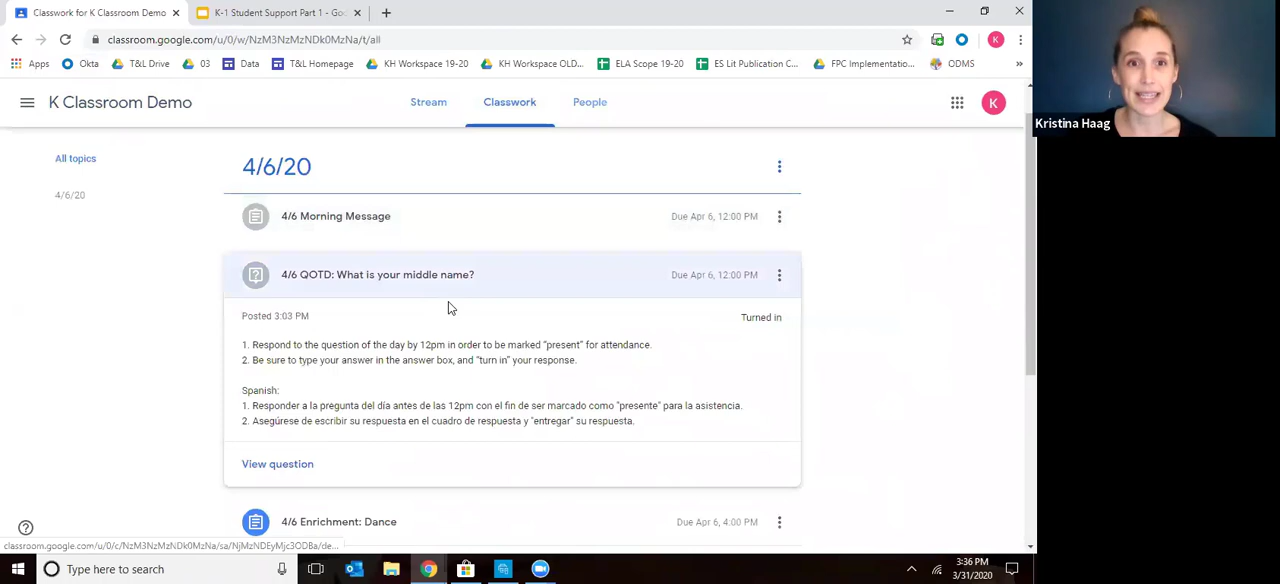 Classwork for K Classroom Demo
K-1 Student Support Part 1 - Go
classroom.google.com/u/0/w/NzM3NzMzNDk0MzNa/t/all
K
Apps
Okta
T&L Drive
03
Data
T&L Homepage
KH Workspace 19-20
KH Workspace OLD...
ELA Scope 19-20
ES Lit Publication C...
FPC Implementatio...
ODMS
»
K Classroom Demo
Stream
Classwork
People
K
Kristina Haag
All topics
4/6/20
4/6/20
4/6 Morning Message
Due Apr 6, 12:00 PM
4/6 QOTD: What is your middle name?
Due Apr 6, 12:00 PM
Posted 3:03 PM
Turned in
1. Respond to the question of the day by 12pm in order to be marked "present" for attendance.
2. Be sure to type your answer in the answer box, and "turn in" your response.
Spanish:
1. Responder a la pregunta del día antes de las 12pm con el fin de ser marcado como "presente" para la asistencia.
2. Asegúrese de escribir su respuesta en el cuadro de respuesta y "entregar" su respuesta.
View question
4/6 Enrichment: Dance
Due Apr 6, 4:00 PM
classroom.google.com/u/0/c/NzM3NzMzNDk0MzNa/sa/NjMzNDEyMjc3ODBa/de...
Type here to search
3:36 PM
3/31/2020